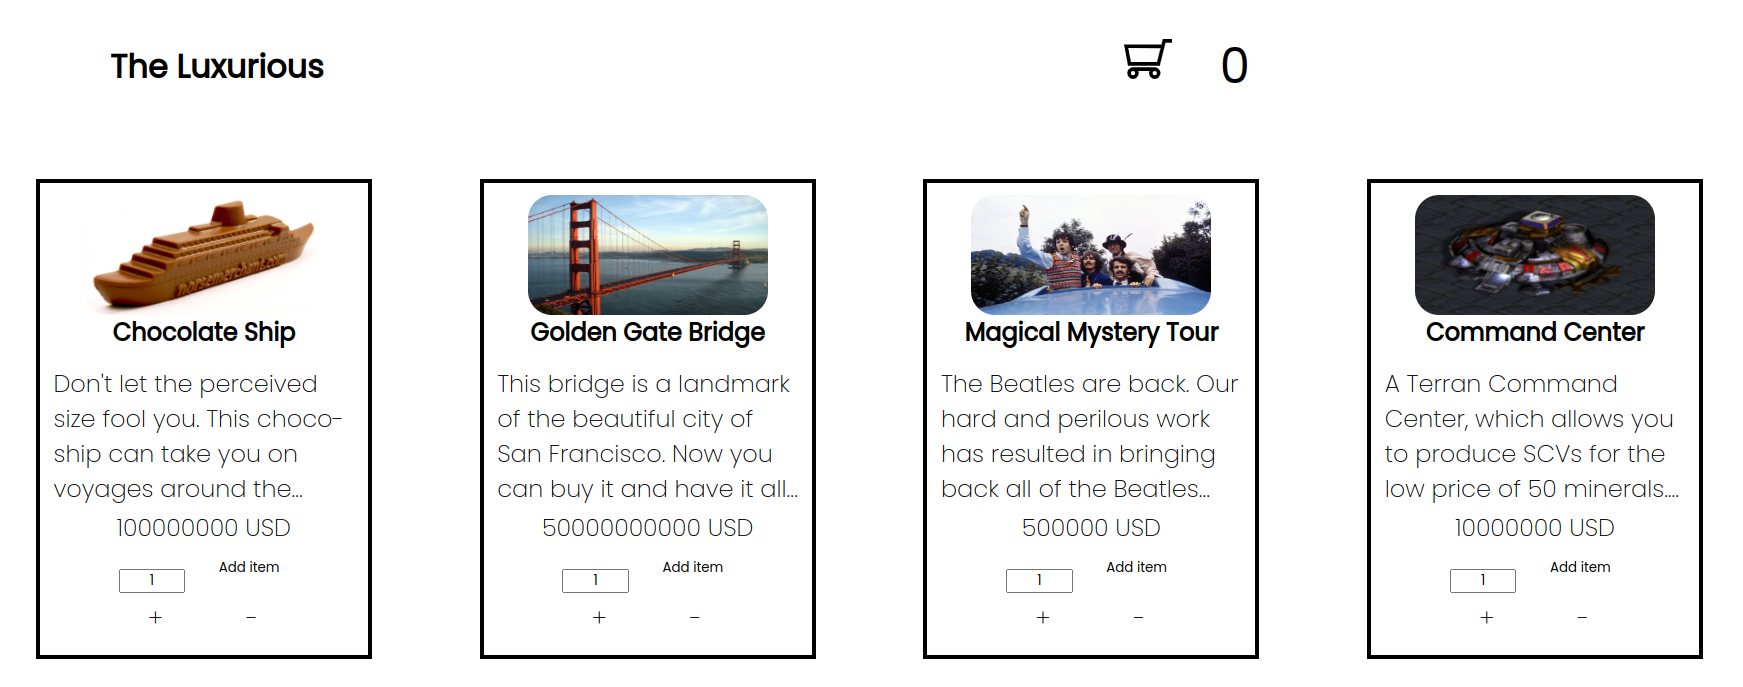 The Luxurious
0
Chocolate Ship
Don't let the perceived
size fool you. This choco-
ship can take you on
voyages around the...
100000000 USD
1
Add item
+ -
Golden Gate Bridge
This bridge is a landmark
of the beautiful city of
San Francisco. Now you
can buy it and have it all...
50000000000 USD
1
Add item
+ -
Magical Mystery Tour
The Beatles are back. Our
hard and perilous work
has resulted in bringing
back all of the Beatles...
500000 USD
1
Add item
+ -
Command Center
A Terran Command
Center, which allows you
to produce SCVs for the
low price of 50 minerals....
10000000 USD
1
Add item
+ -